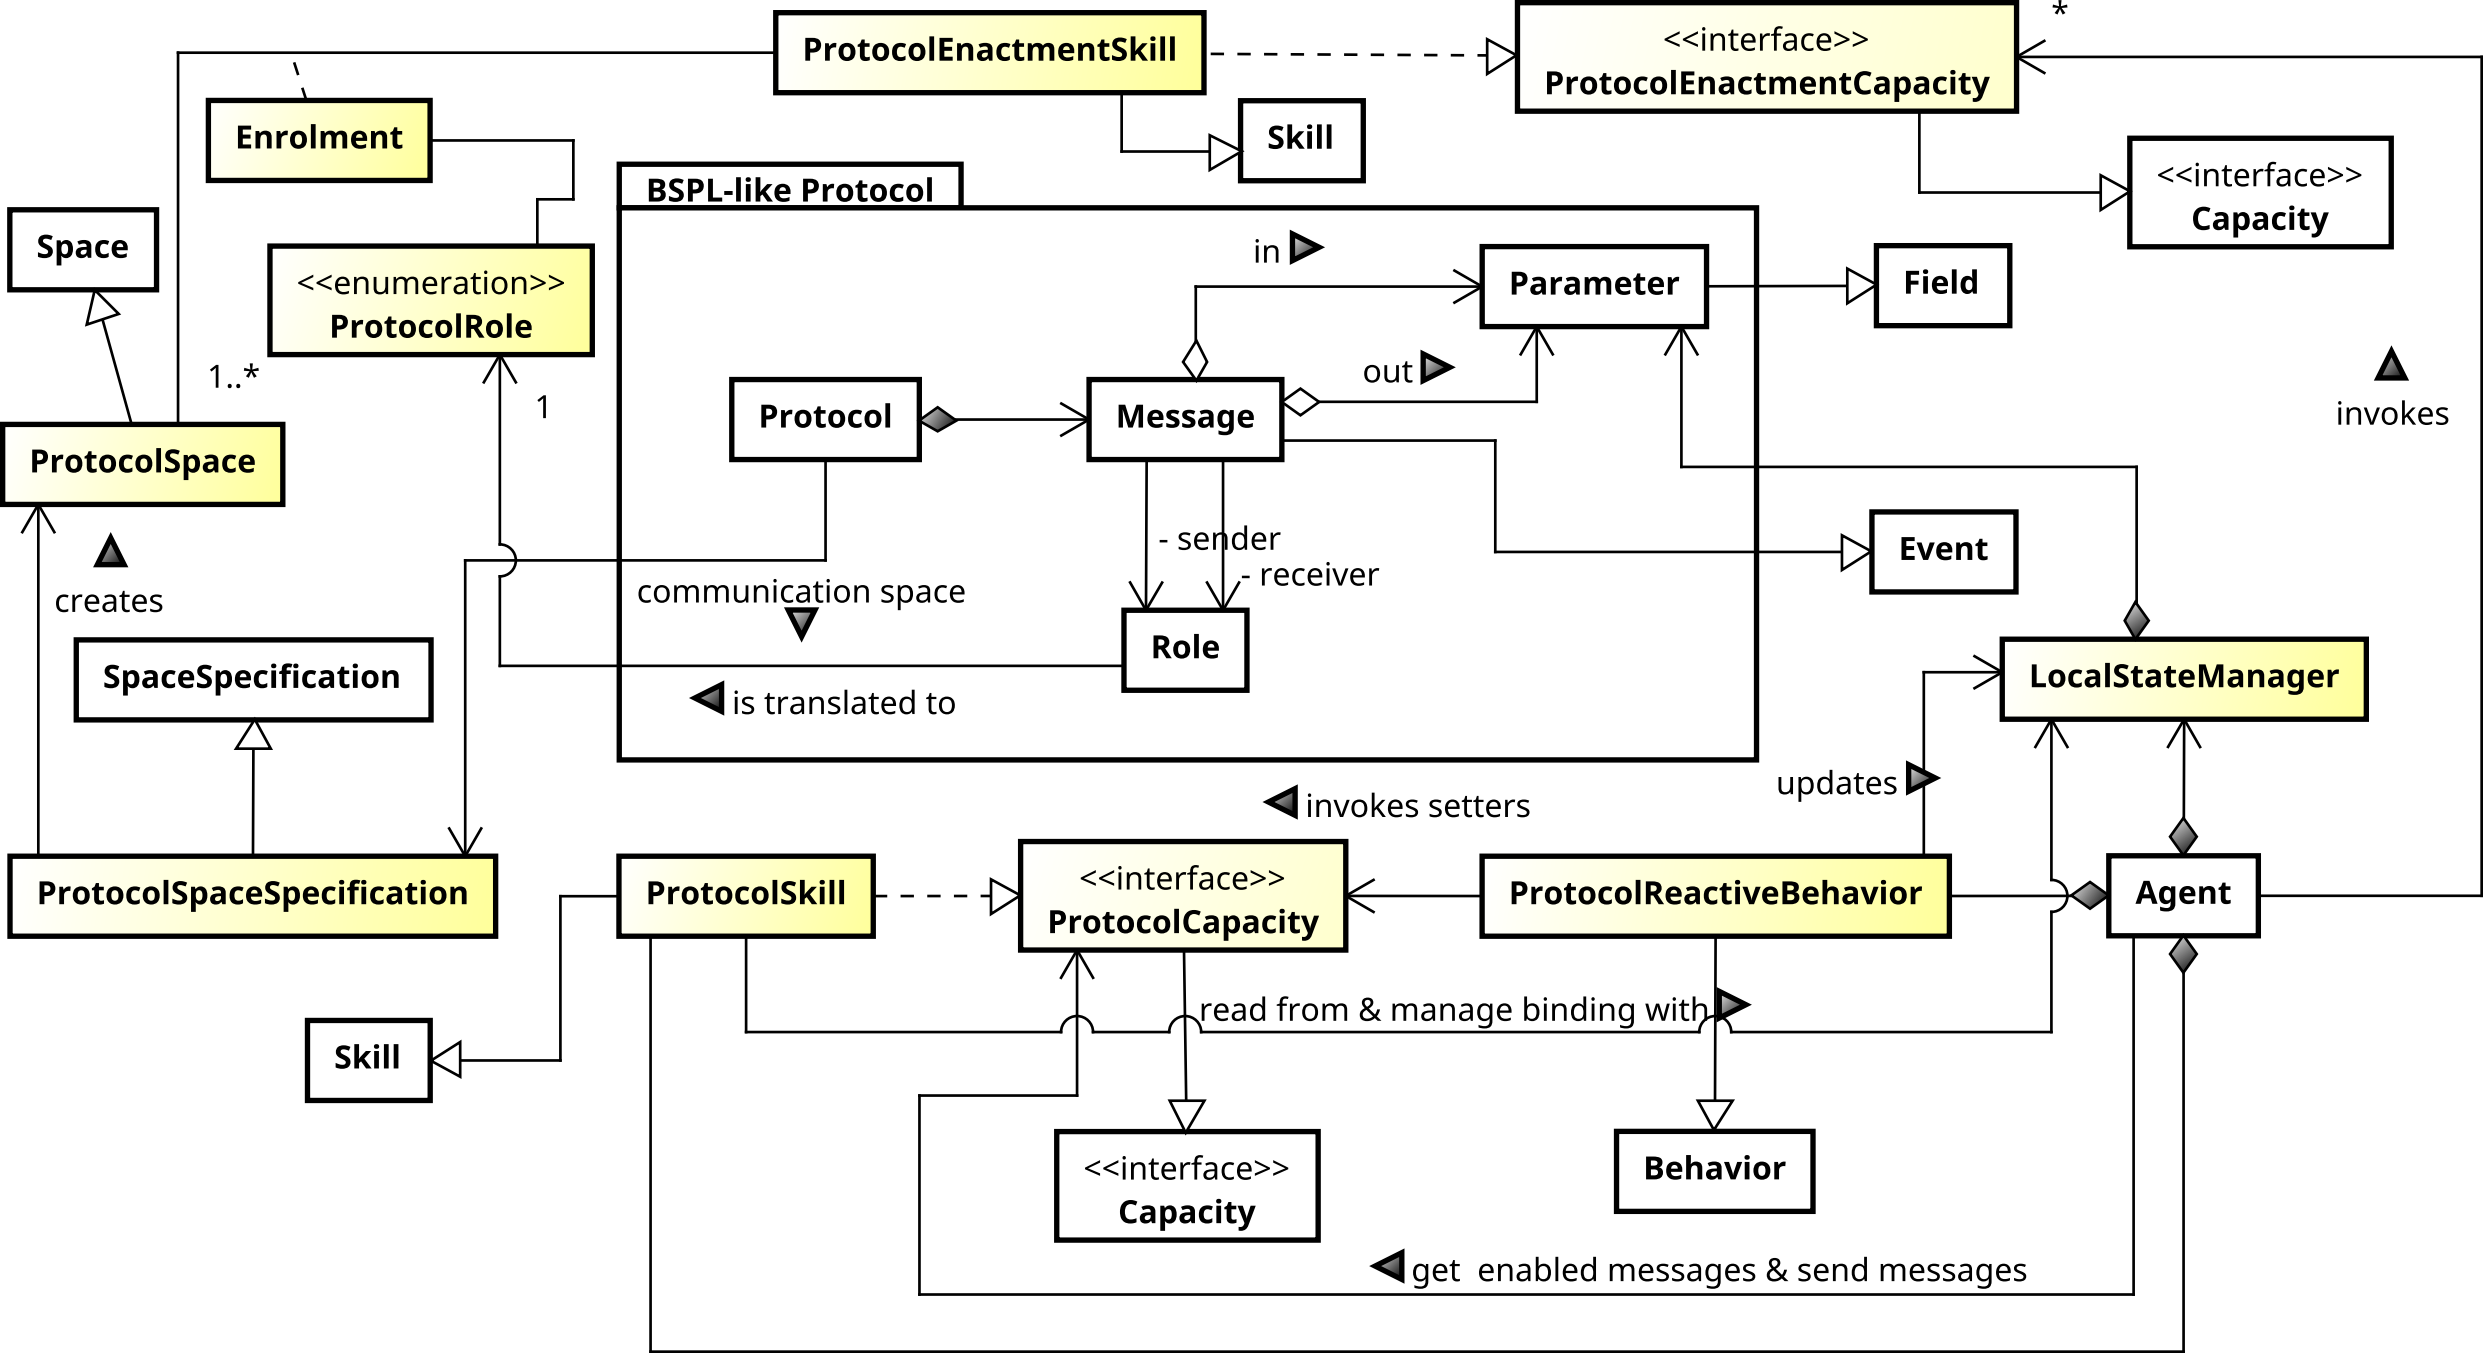 ProtocolEnactmentSkill
<<interface>>
ProtocolEnactmentCapacity
*
Enrolment
Skill
<<interface>>
Capacity
BSPL-like Protocol
Space
<<enumeration>>
ProtocolRole
in
Parameter
Field
1..*
1
out
invokes
Protocol
Message
ProtocolSpace
- sender
- receiver
Event
creates
communication space
Role
SpaceSpecification
LocalStateManager
is translated to
updates
invokes setters
ProtocolSpaceSpecification
ProtocolSkill
<<interface>>
ProtocolCapacity
ProtocolReactiveBehavior
Agent
read from & manage binding with
Skill
<<interface>>
Capacity
Behavior
get  enabled messages & send messages